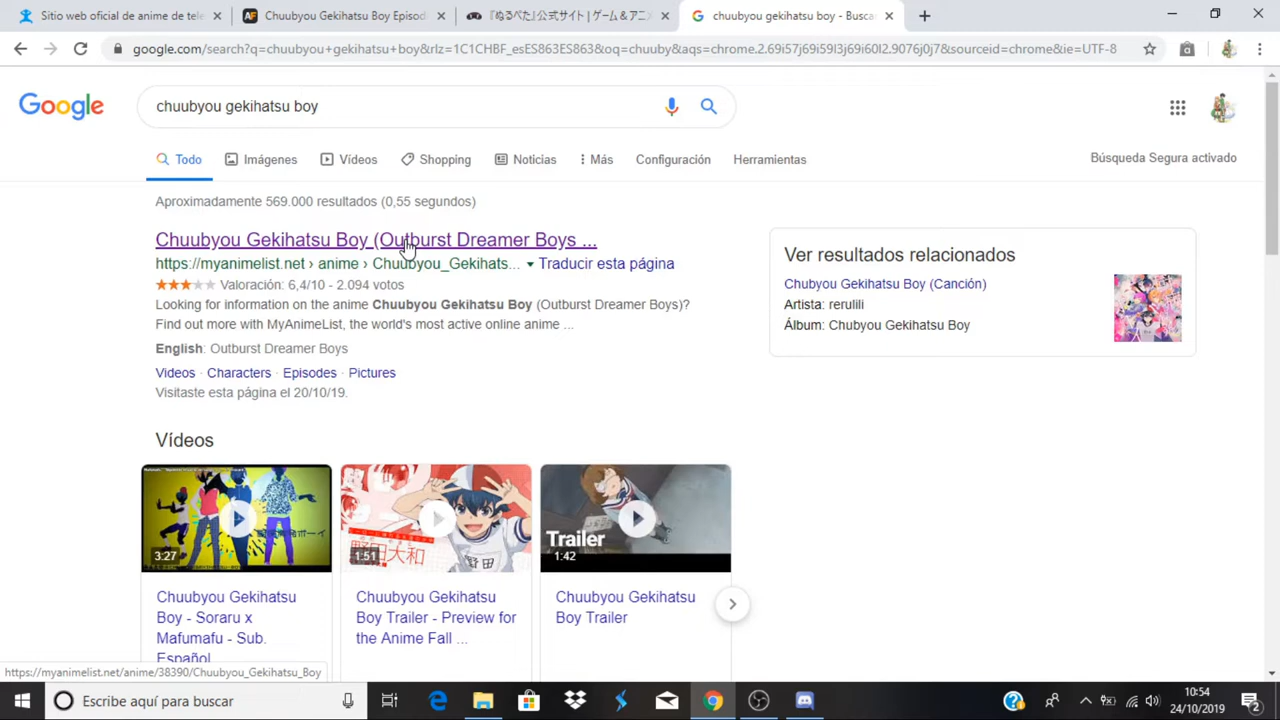 Sitio web oficial de anime de tele
Chuubyou Gekihatsu Boy Episod
『ぬるぺた』公式サイト | ゲーム＆アニ
chuubyou gekihatsu boy - Busca
google.com/search?q=chuubyou+gekihatsu+boy&rlz=1C1CHBF_esES863ES863&oq=chuuby&aqs=chrome.2.69i57j69i59l3j69i60l2.9076j0j7&sourceid=chrome&ie=UTF-8
Google
chuubyou gekihatsu boy
Todo Imágenes Vídeos Shopping Noticias Más Configuración Herramientas
Búsqueda Segura activado
Aproximadamente 569.000 resultados (0,55 segundos)
Chuubyou Gekihatsu Boy (Outburst Dreamer Boys ...
https://myanimelist.net › anime › Chuubyou_Gekihats... Traducir esta página
Valoración: 6,4/10 - 2.094 votos
Looking for information on the anime Chuubyou Gekihatsu Boy (Outburst Dreamer Boys)?
Find out more with MyAnimeList, the world's most active online anime ...
English: Outburst Dreamer Boys
Videos · Characters · Episodes · Pictures
Visitaste esta página el 20/10/19.
Ver resultados relacionados
Chubyou Gekihatsu Boy (Canción)
Artista: rerulili
Álbum: Chubyou Gekihatsu Boy
Vídeos
3:27
野田大和
野田
1:51
Trailer
1:42
Chuubyou Gekihatsu
Boy - Soraru x
Mafumafu - Sub.
Español
Chuubyou Gekihatsu
Boy Trailer - Preview for
the Anime Fall ...
Chuubyou Gekihatsu
Boy Trailer
https://myanimelist.net/anime/38390/Chuubyou_Gekihatsu_Boy
Escribe aquí para buscar
10:54
24/10/2019
2